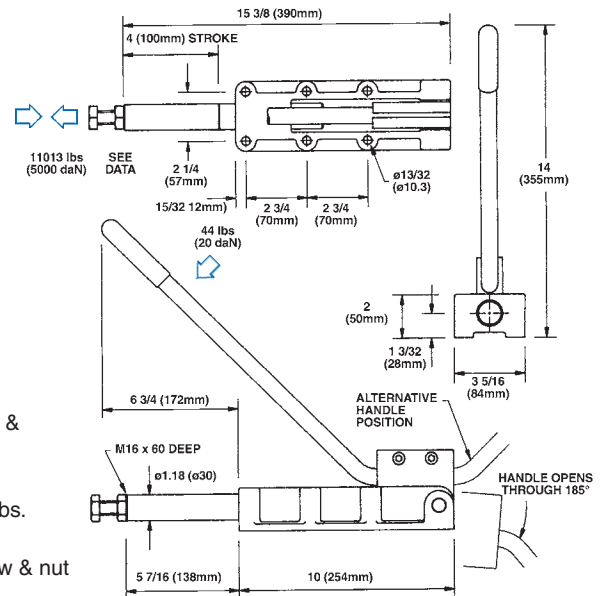 15 3/8 (390mm)
4 (100mm) STROKE
11013 lbs
(5000 daN)
SEE
DATA
2 1/4
(57mm)
15/32 12mm)
2 3/4
(70mm)
2 3/4
(70mm)
ø13/32
(ø10.3)
14
(355mm)
44 lbs
(20 daN)
2
(50mm)
1 3/32
(28mm)
3 5/16
(84mm)
6 3/4 (172mm)
ALTERNATIVE
HANDLE
POSITION
&
M16 x 60 DEEP
ø1.18 (ø30)
HANDLE OPENS
THROUGH 185°
bs.
w & nut
5 7/16 (138mm)
10 (254mm)